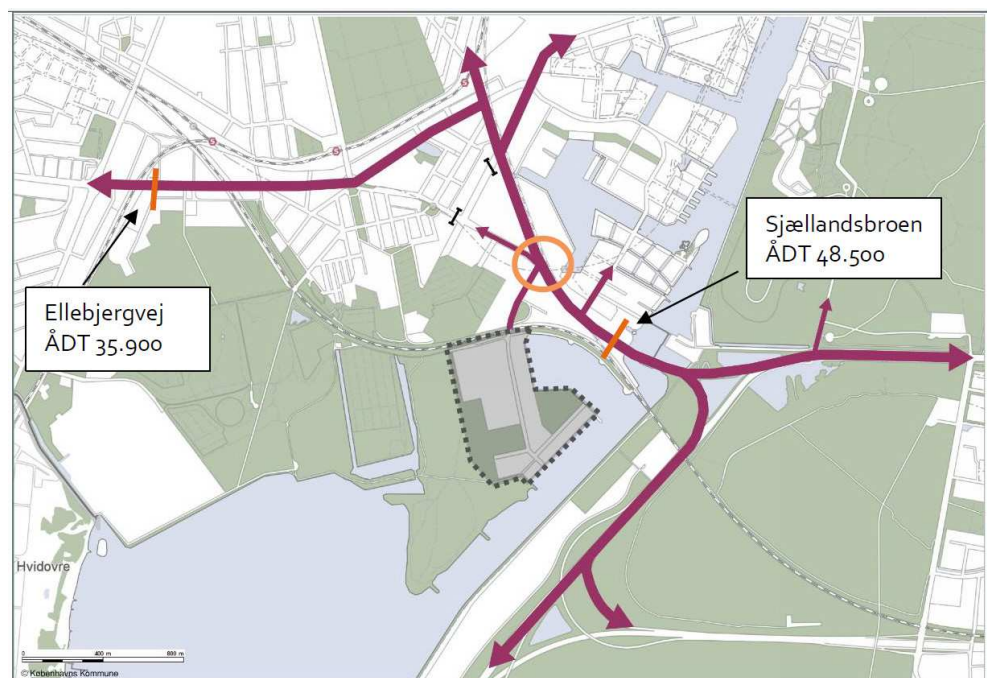 Sjællandsbroen
ÅDT 48.500
Ellebjergvej
ÅDT 35.900
Hvidovre
0 400 m 800 m
© Københavns Kommune